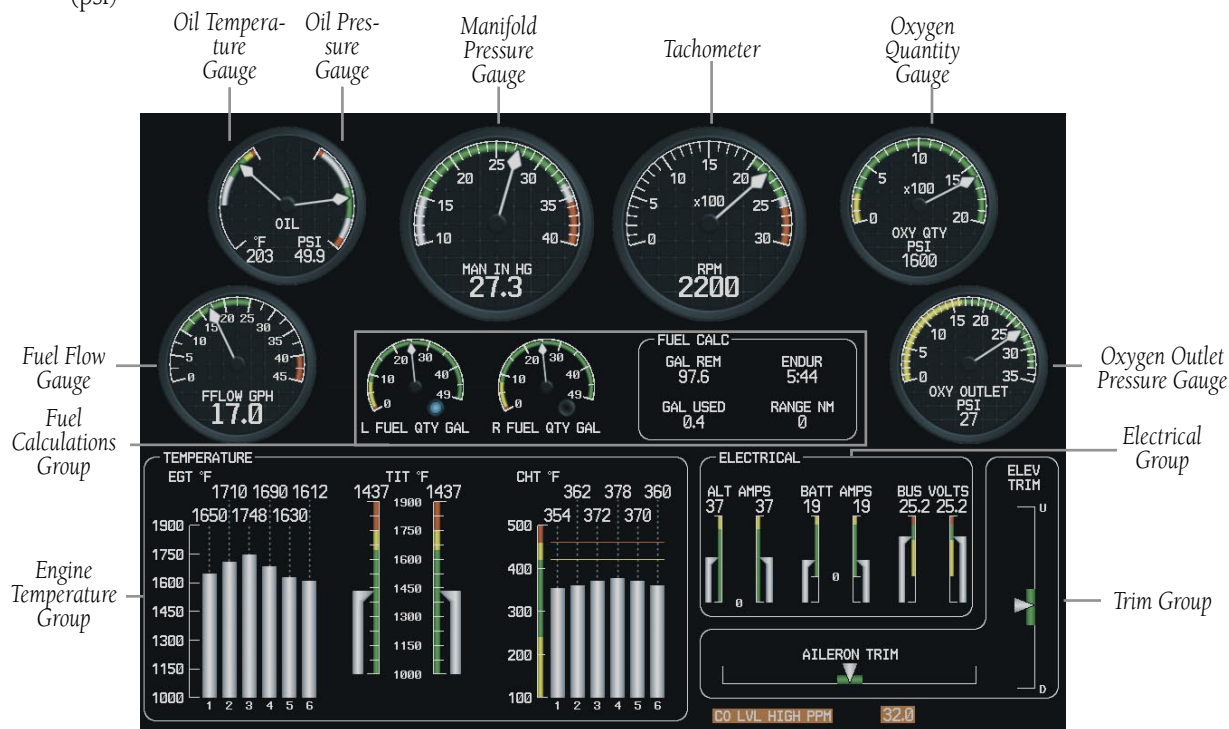 (psi)
Oil Tempera-
ture
Gauge
Oil Pres-
sure
Gauge
Manifold
Pressure
Gauge
Tachometer
Oxygen
Quantity
Gauge
OIL
°F PSI
203 49.9
10 15 20 25 30 35 40
MAN IN HG
27.3
0 5 10 15 20 25 30
x100
RPM
2200
0 5 10 15 20
x100
OXY QTY
PSI
1600
Fuel Flow
Gauge
0 5 10 15 20 25 30 35 40 45
FFLOW GPH
17.0
Fuel
Calculations
Group
0 10 20 30 40 49
L FUEL QTY GAL
0 10 20 30 40 49
R FUEL QTY GAL
FUEL CALC
GAL REM ENDUR
97.6 5:44
GAL USED RANGE NM
0.4 0
0 5 10 15 20 25 30 35
OXY OUTLET
PSI
27
Oxygen Outlet
Pressure Gauge
Electrical
Group
Engine
Temperature
Group
TEMPERATURE
EGT °F
1710 1690 1612
1650 1748 1630
1900
1750
1600
1450
1300
1150
1000
1 2 3 4 5 6
TIT °F
1437 1437
1900
1750
1600
1450
1300
1150
1000
CHT °F
362 378 360
354 372 370
500
400
300
200
100
1 2 3 4 5 6
ELECTRICAL
ALT AMPS BATT AMPS BUS VOLTS
37 37 19 19 25.2 25.2
0
0
ELEV
TRIM
U
D
Trim Group
AILERON TRIM
CO LVL HIGH PPM 32.0